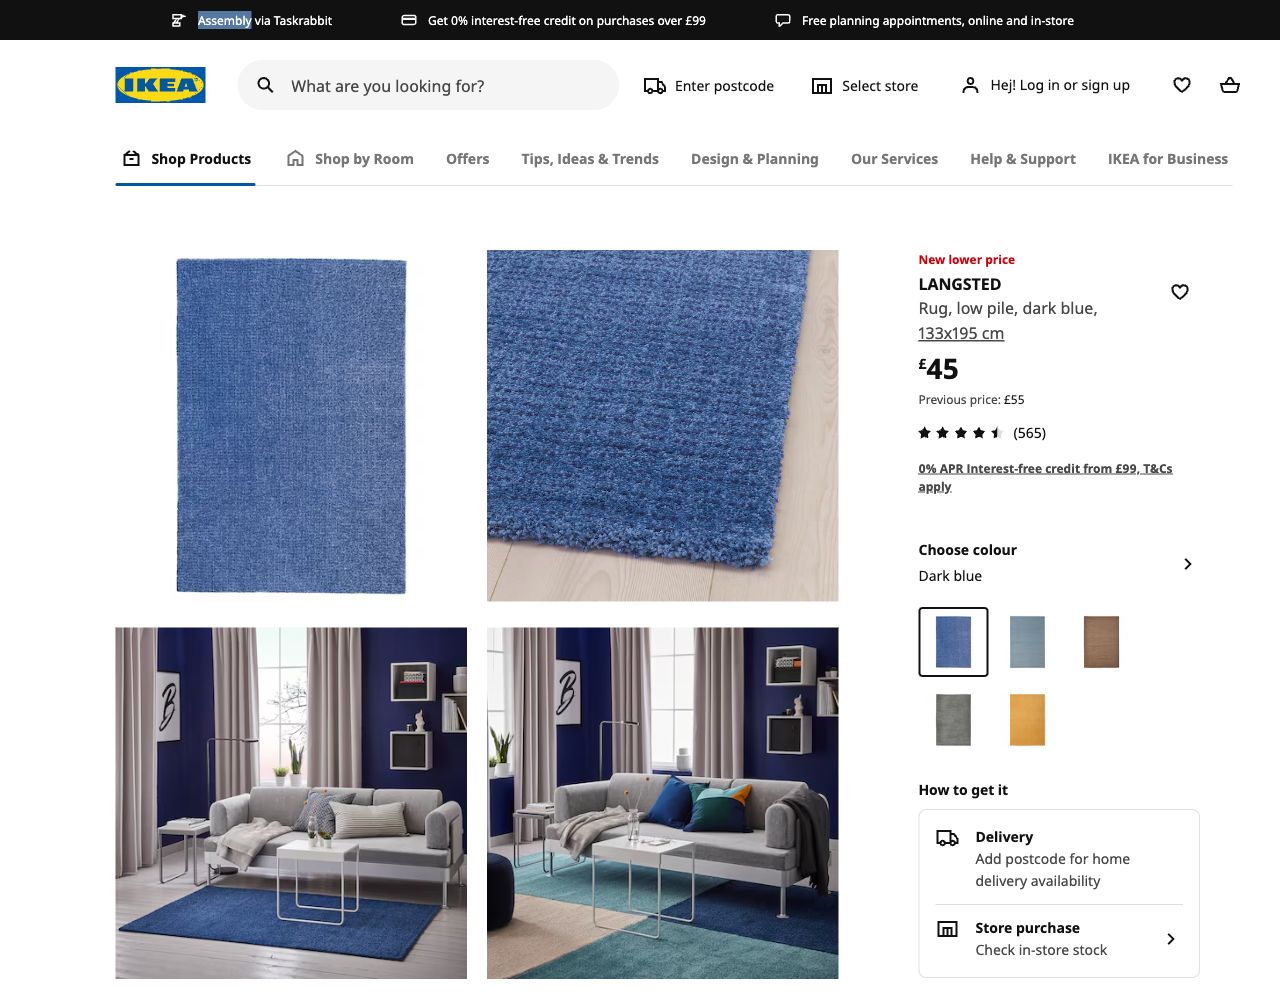 Assembly via Taskrabbit
Get 0% interest-free credit on purchases over £99
Free planning appointments, online and in-store
IKEA
What are you looking for?
Enter postcode
Select store
Hej! Log in or sign up
Shop Products
Shop by Room
Offers
Tips, Ideas & Trends
Design & Planning
Our Services
Help & Support
IKEA for Business
New lower price
LANGSTED
Rug, low pile, dark blue,
133x195 cm
£45
Previous price: £55
(565)
0% APR Interest-free credit from £99, T&Cs
apply
Choose colour
Dark blue
B
B
How to get it
Delivery
Add postcode for home
delivery availability
Store purchase
Check in-store stock